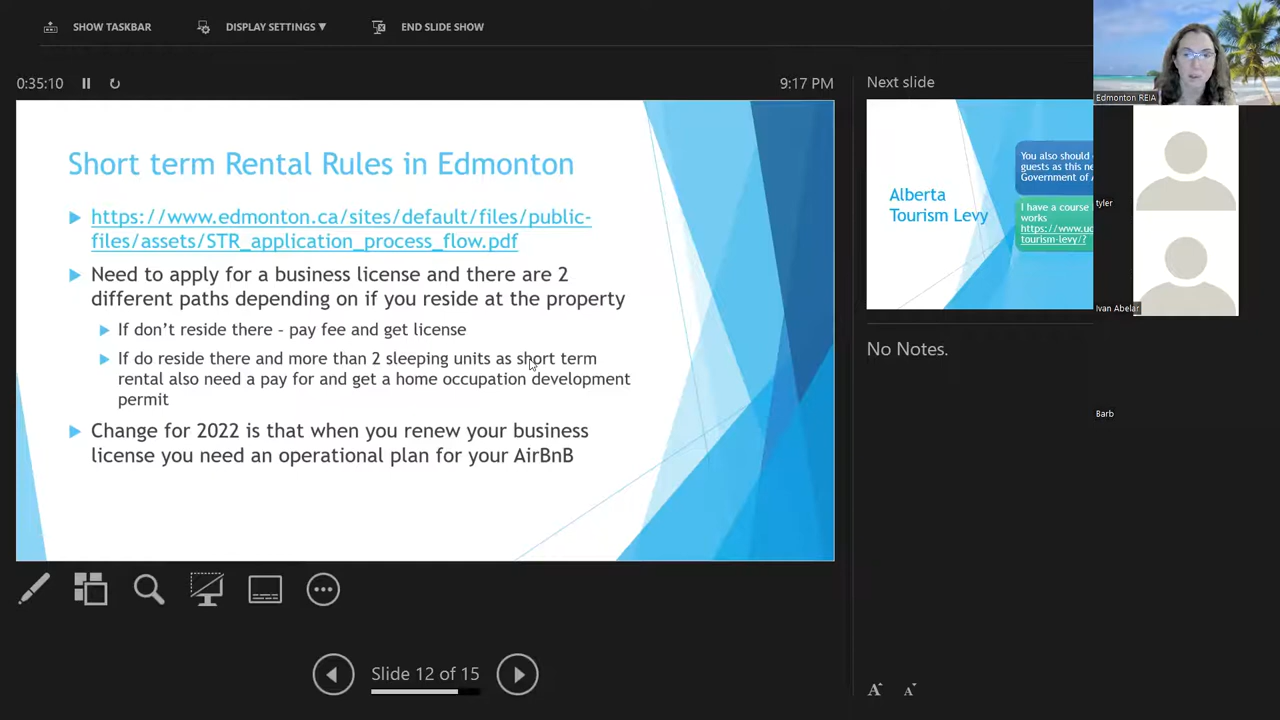 SHOW TASKBAR
DISPLAY SETTINGS ▼
END SLIDE SHOW
0:35:10
9:17 PM
Short term Rental Rules in Edmonton
https://www.edmonton.ca/sites/default/files/public-
files/assets/STR_application_process_flow.pdf
Need to apply for a business license and there are 2
different paths depending on if you reside at the property
If don't reside there - pay fee and get license
If do reside there and more than 2 sleeping units as short term
rental also need a pay for and get a home occupation development
permit
Change for 2022 is that when you renew your business
license you need an operational plan for your AirBnB
Slide 12 of 15
Next slide
Alberta
Tourism Levy
You also should
guests as this ne
Government of A
I have a course
works
https://www.ud
tourism-levy/?
No Notes.
A A
Edmonton REIA
tyler
Ivan Abelar
Barb